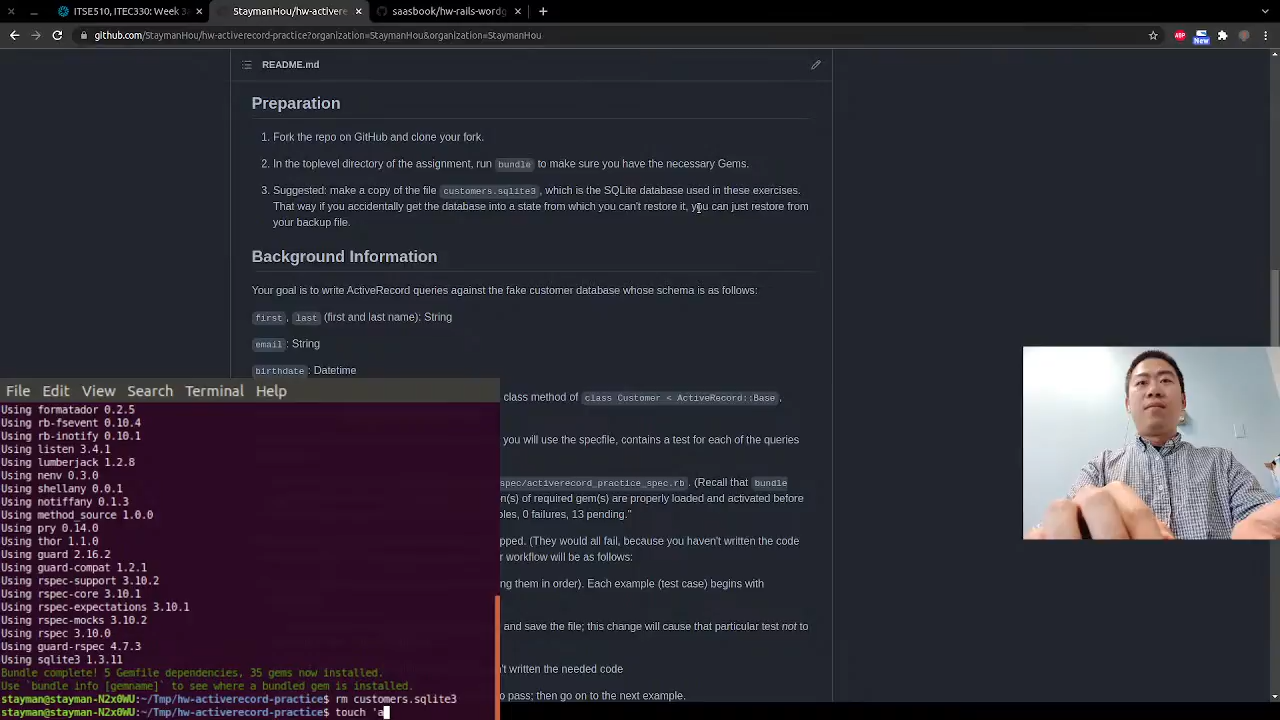 ITSE510, ITEC330: Week 3
StaymanHou/hw-activere
saasbook/hw-rails-wordg
github.com/StaymanHou/hw-activerecord-practice?organization=StaymanHou&organization=StaymanHou
ABP
New
README.md
Preparation
1. Fork the repo on GitHub and clone your fork.
2. In the toplevel directory of the assignment, run bundle to make sure you have the necessary Gems.
3. Suggested: make a copy of the file customers.sqlite3, which is the SQLite database used in these exercises.
That way if you accidentally get the database into a state from which you can't restore it, you can just restore from
your backup file.
Background Information
Your goal is to write ActiveRecord queries against the fake customer database whose schema is as follows:
first, last (first and last name): String
email: String
birthdate: Datetime
class method of class Customer < ActiveRecord::Base.
you will use the specfile, contains a test for each of the queries
spec/activerecord_practice_spec.rb. (Recall that bundle
n(s) of required gem(s) are properly loaded and activated before
les, 0 failures, 13 pending."
pped. (They would all fail, because you haven't written the code
r workflow will be as follows:
ng them in order). Each example (test case) begins with
and save the file; this change will cause that particular test not to
n't written the needed code
o pass; then go on to the next example.
File Edit View Search Terminal Help
Using formatador 0.2.5
Using rb-fsevent 0.10.4
Using rb-inotify 0.10.1
Using listen 3.4.1
Using lumberjack 1.2.8
Using nenv 0.3.0
Using shellany 0.0.1
Using notiffany 0.1.3
Using method_source 1.0.0
Using pry 0.14.0
Using thor 1.1.0
Using guard 2.16.2
Using guard-compat 1.2.1
Using rspec-support 3.10.2
Using rspec-core 3.10.1
Using rspec-expectations 3.10.1
Using rspec-mocks 3.10.2
Using rspec 3.10.0
Using guard-rspec 4.7.3
Using sqlite3 1.3.11
Bundle complete! 5 Gemfile dependencies, 35 gems now installed.
Use `bundle info [gemname]` to see where a bundled gem is installed.
stayman@stayman-N2x0WU:~/Tmp/hw-activerecord-practice$ rm customers.sqlite3
stayman@stayman-N2x0WU:~/Tmp/hw-activerecord-practice$ touch 'a